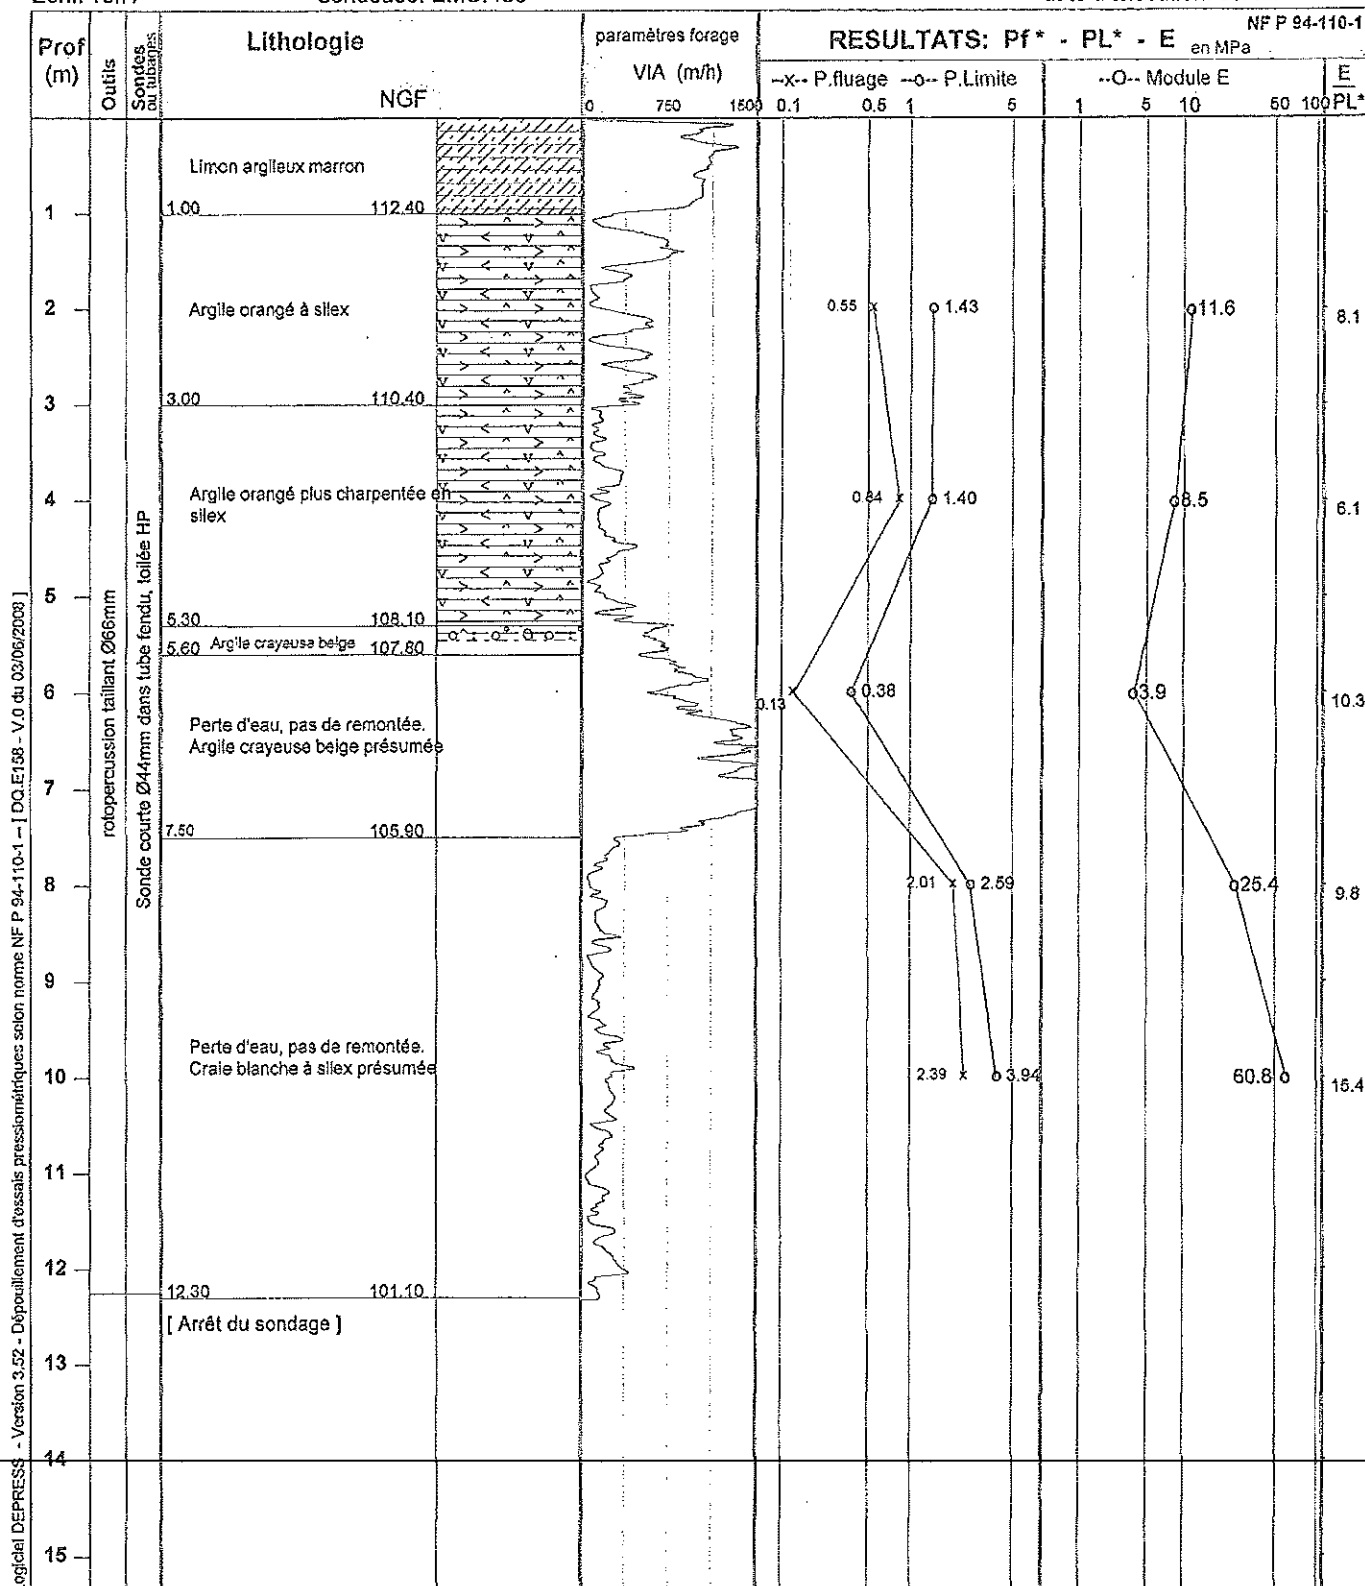 NF P 94-110-1
Prof
(m)
Outils
Sondes
ou tubages
Lithologie
NGF
paramètres forage
VIA (m/h)
0 750 1500
RESULTATS: Pf* - PL* - E en MPa
--x-- P.fluage --o-- P.Limite
0.1 0.5 1 5
--O-- Module E
1 5 10 50 100
E
PL*
Limon argileux marron
1 1.00 112.40
2 Argile orangé à silex 0.55 1.43 11.6 8.1
3 3.00 110.40
4 Argile orangé plus charpentée en
silex
0.84 1.40 8.5 6.1
5
5.30 108.10
5.60 Argile crayeuse beige 107.80
6 0.13 0.38 3.9 10.3
Perte d'eau, pas de remontée.
Argile crayeuse beige présumée
7
7.50 105.90
8 2.01 2.59 25.4 9.8
9
Perte d'eau, pas de remontée.
Craie blanche à silex présumée
10 2.39 3.94 60.8 15.4
11
12
12.30 101.10
[ Arrêt du sondage ]
13
14
15
rotopercussion taillant Ø66mm
Sonde courte Ø44mm dans tube fendu, toilée HP
ogiciel DEPRESS - Version 3.52 - Dépouillement d'essais pressiométriques selon norme NF P 94-110-1 -- [ DQ.E158 - V.0 du 03/06/2008 ]